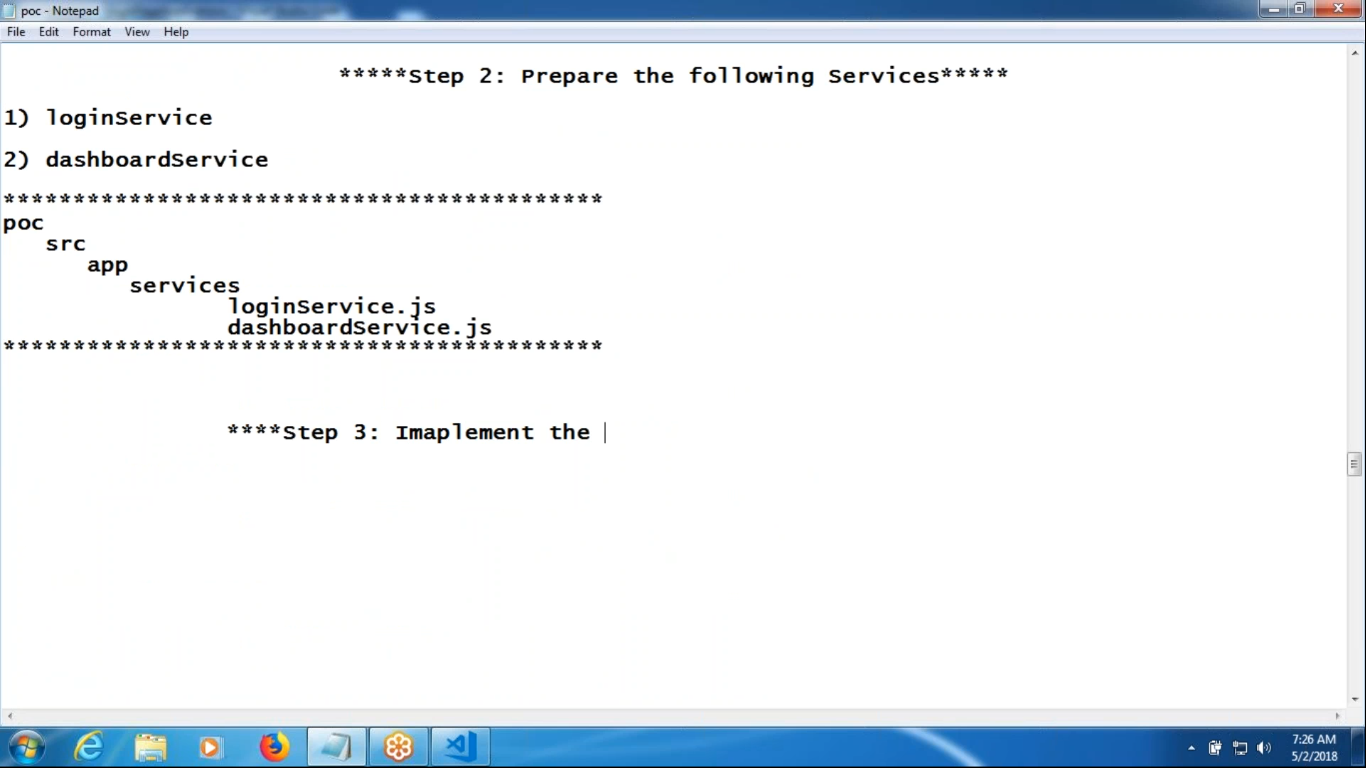 poc - Notepad
File Edit Format View Help
*****Step 2: Prepare the following Services*****
1) loginService
2) dashboardService
*******************************************
poc
src
app
services
loginService.js
dashboardService.js
*******************************************
****Step 3: Imaplement the
7:26 AM
5/2/2018